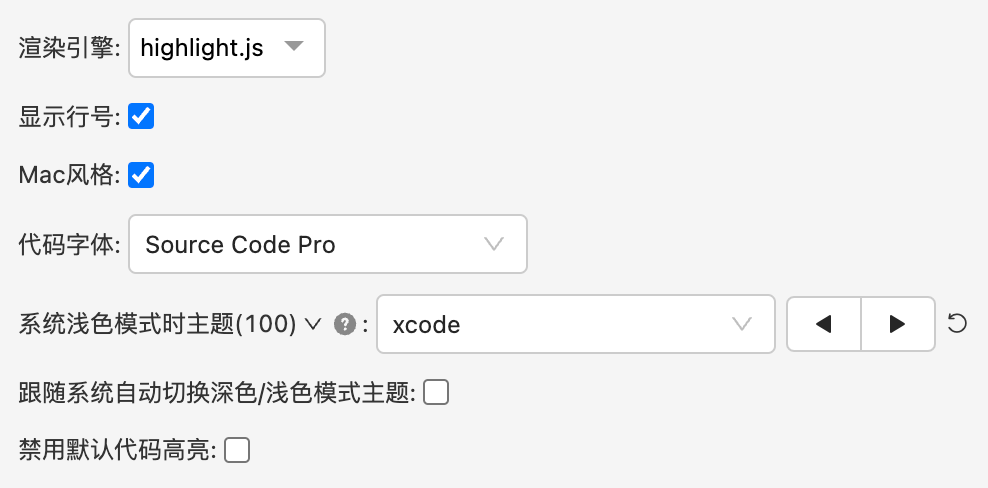 渲染引擎: highlight.js
显示行号:
Mac风格:
代码字体: Source Code Pro
系统浅色模式时主题(100) ? : xcode
跟随系统自动切换深色/浅色模式主题:
禁用默认代码高亮: